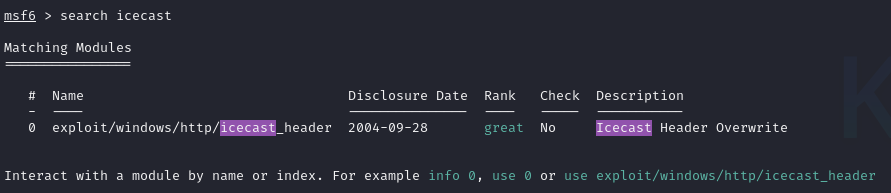 msf6 > search icecast
Matching Modules
================
# Name Disclosure Date Rank Check Description
- ---- --------------- ---- ----- -----------
0 exploit/windows/http/icecast_header 2004-09-28 great No Icecast Header Overwrite
Interact with a module by name or index. For example info 0, use 0 or use exploit/windows/http/icecast_header